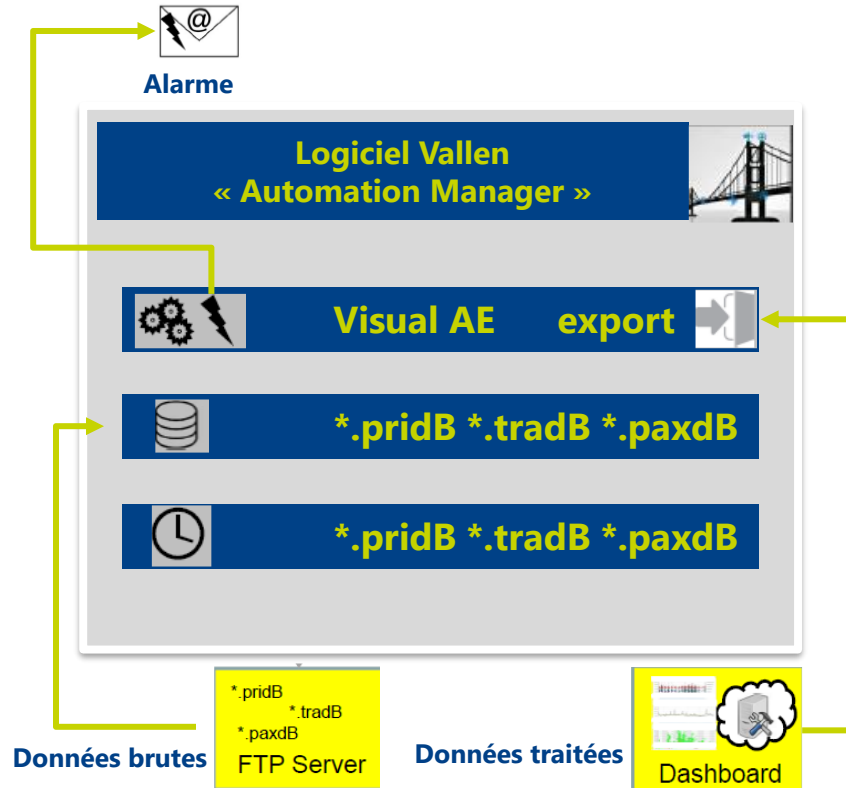 @
Alarme
Logiciel Vallen
« Automation Manager »
Visual AE export
*.pridB *.tradB *.paxdB
*.pridB *.tradB *.paxdB
*.pridB
*.tradB
*.paxdB
FTP Server
Données brutes
Données traitées
Dashboard